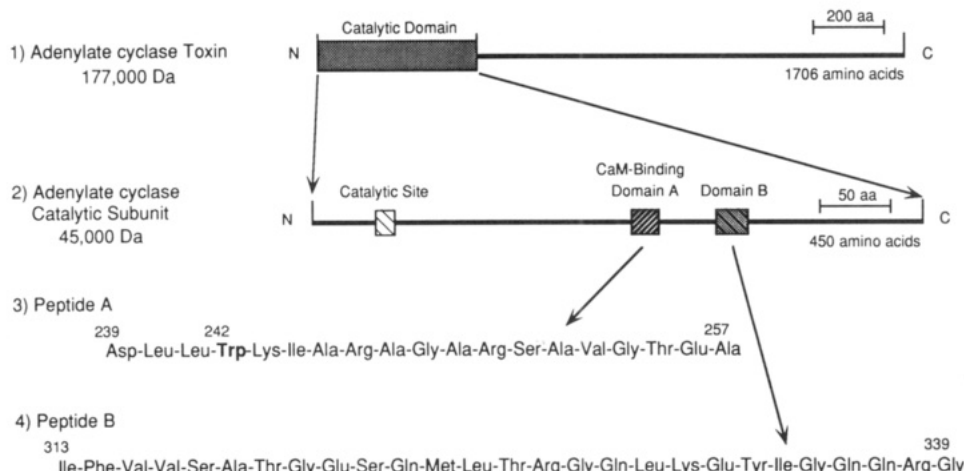 Catalytic Domain
200 aa
1) Adenylate cyclase Toxin
177,000 Da
N
C
1706 amino acids
2) Adenylate cyclase
Catalytic Subunit
45,000 Da
N
Catalytic Site
CaM-Binding
Domain A
Domain B
50 aa
C
450 amino acids
3) Peptide A
239 242 257
Asp-Leu-Leu-Trp-Lys-Ile-Ala-Arg-Ala-Gly-Ala-Arg-Ser-Ala-Val-Gly-Thr-Glu-Ala
4) Peptide B
313 339
Ile-Phe-Val-Val-Ser-Ala-Thr-Gly-Glu-Ser-Gln-Met-Leu-Thr-Arg-Gly-Gln-Leu-Lys-Glu-Tyr-Ile-Gly-Gln-Gln-Arg-Gly